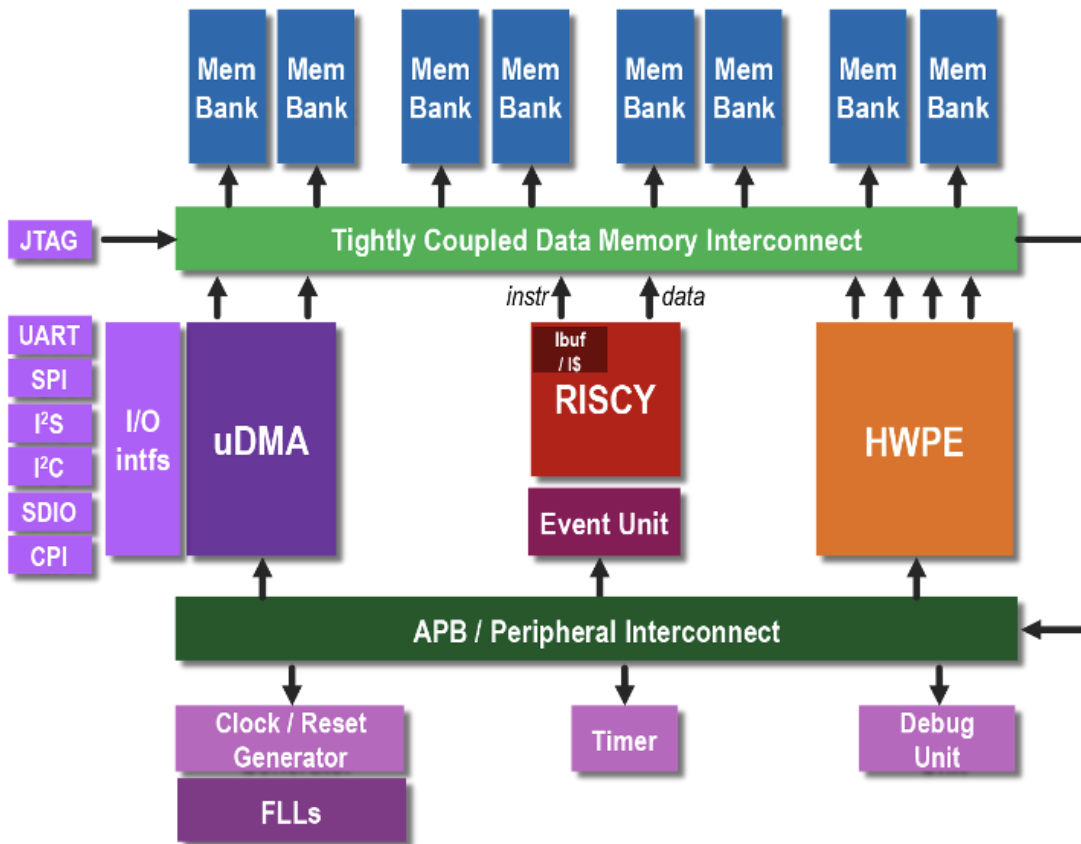 Mem Bank
Mem Bank
Mem Bank
Mem Bank
Mem Bank
Mem Bank
Mem Bank
Mem Bank
JTAG
Tightly Coupled Data Memory Interconnect
instr
data
UART
SPI
I²S
I²C
SDIO
CPI
I/O
intfs
uDMA
Ibuf
/ I$
RISCY
Event Unit
HWPE
APB / Peripheral Interconnect
Clock / Reset
Generator
FLLs
Timer
Debug
Unit